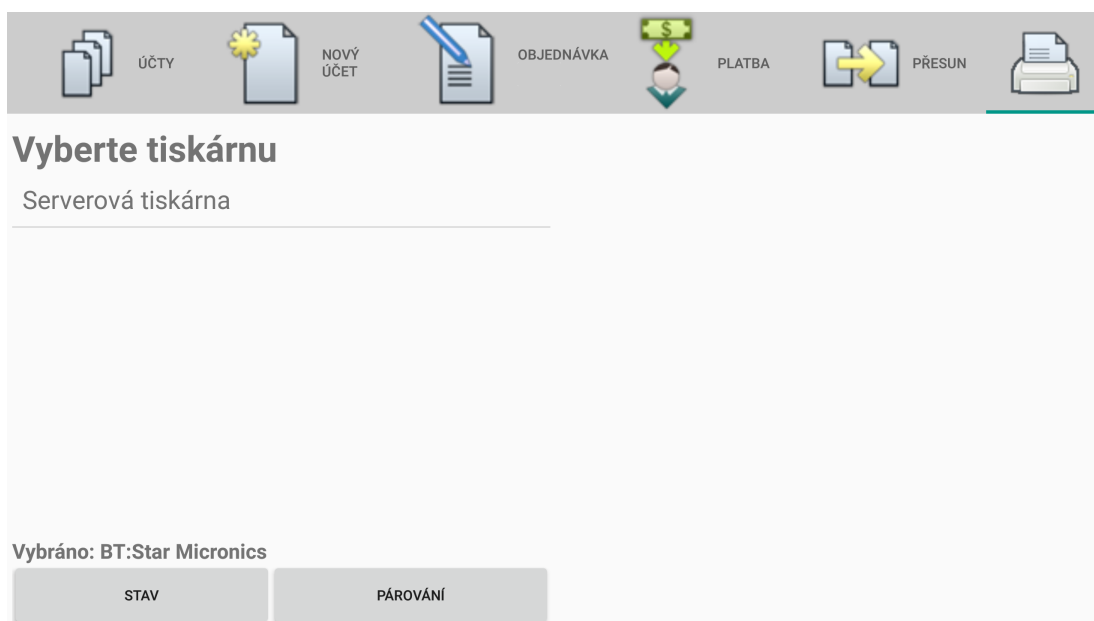 ÚČTY
NOVÝ
ÚČET
OBJEDNÁVKA
$
PLATBA
PŘESUN
Vyberte tiskárnu
Serverová tiskárna
Vybráno: BT:Star Micronics
STAV
PÁROVÁNÍ